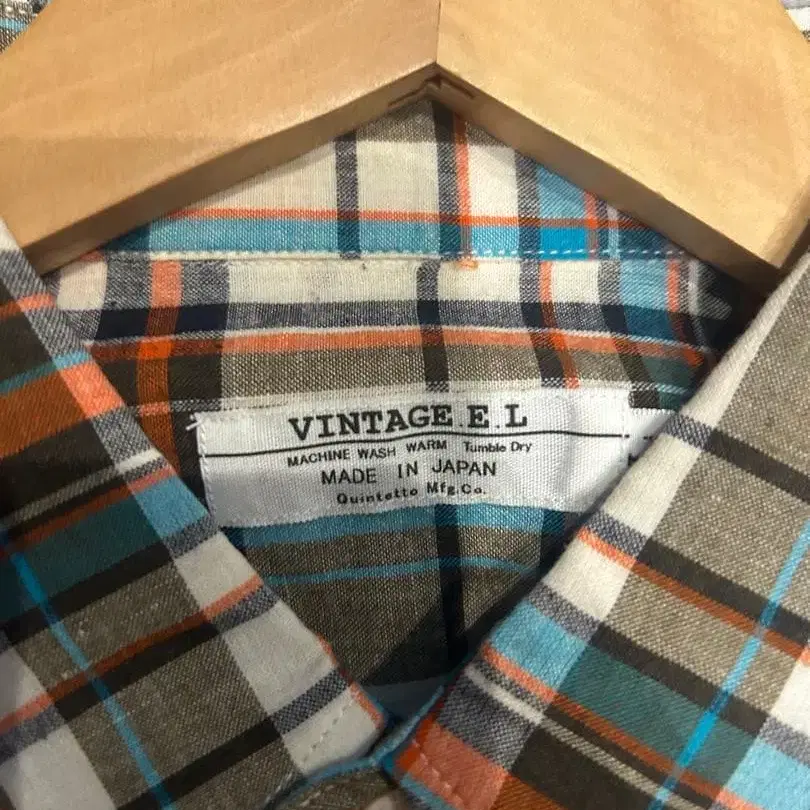 VINTAGE.E.L
MACHINE WASH WARM Tumble Dry
MADE IN JAPAN
Quintetto Mfg.Co.